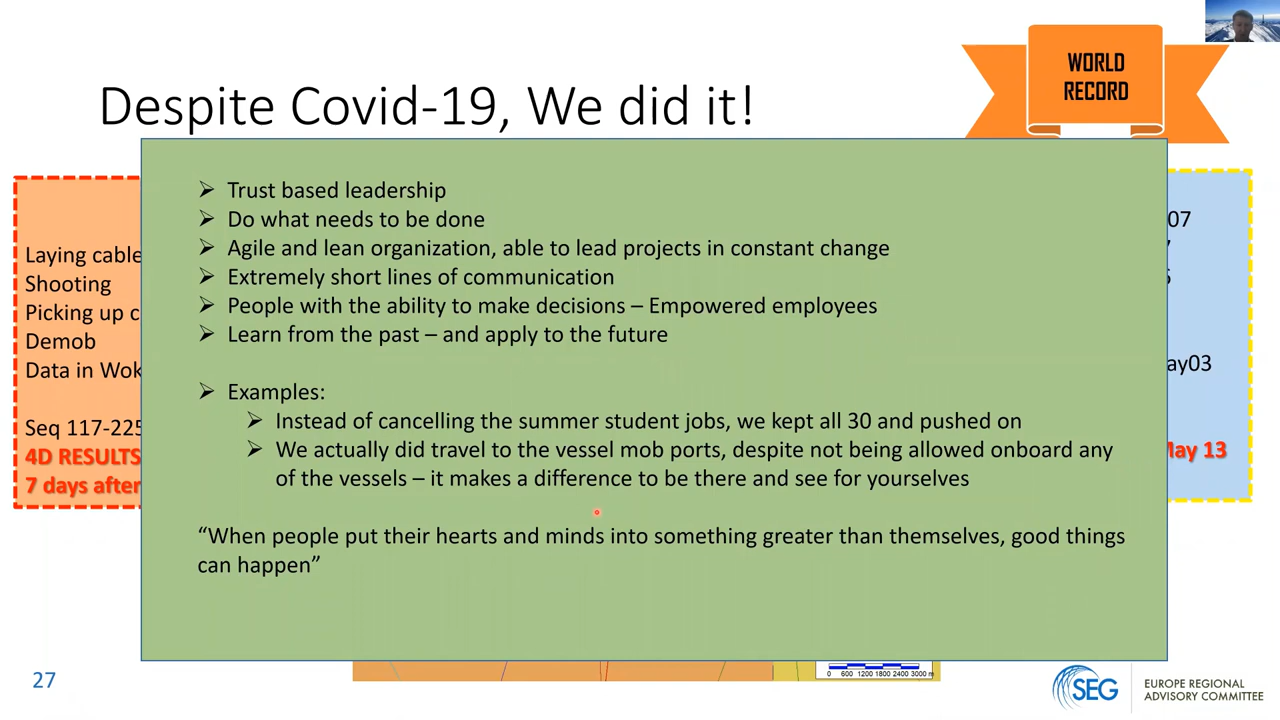 WORLD
RECORD
Despite Covid-19, We did it!
Trust based leadership
Do what needs to be done
Agile and lean organization, able to lead projects in constant change
Extremely short lines of communication
People with the ability to make decisions – Empowered employees
Learn from the past – and apply to the future
Examples:
Instead of cancelling the summer student jobs, we kept all 30 and pushed on
We actually did travel to the vessel mob ports, despite not being allowed onboard any
of the vessels – it makes a difference to be there and see for yourselves
“When people put their hearts and minds into something greater than themselves, good things
can happen”
Laying cable
Shooting
Picking up c
Demob
Data in Wok
Seq 117-225
4D RESULTS
7 days after
07
ay03
May 13
0 600 1200 1800 2400 3000 m
27
SEG
EUROPE REGIONAL
ADVISORY COMMITTEE